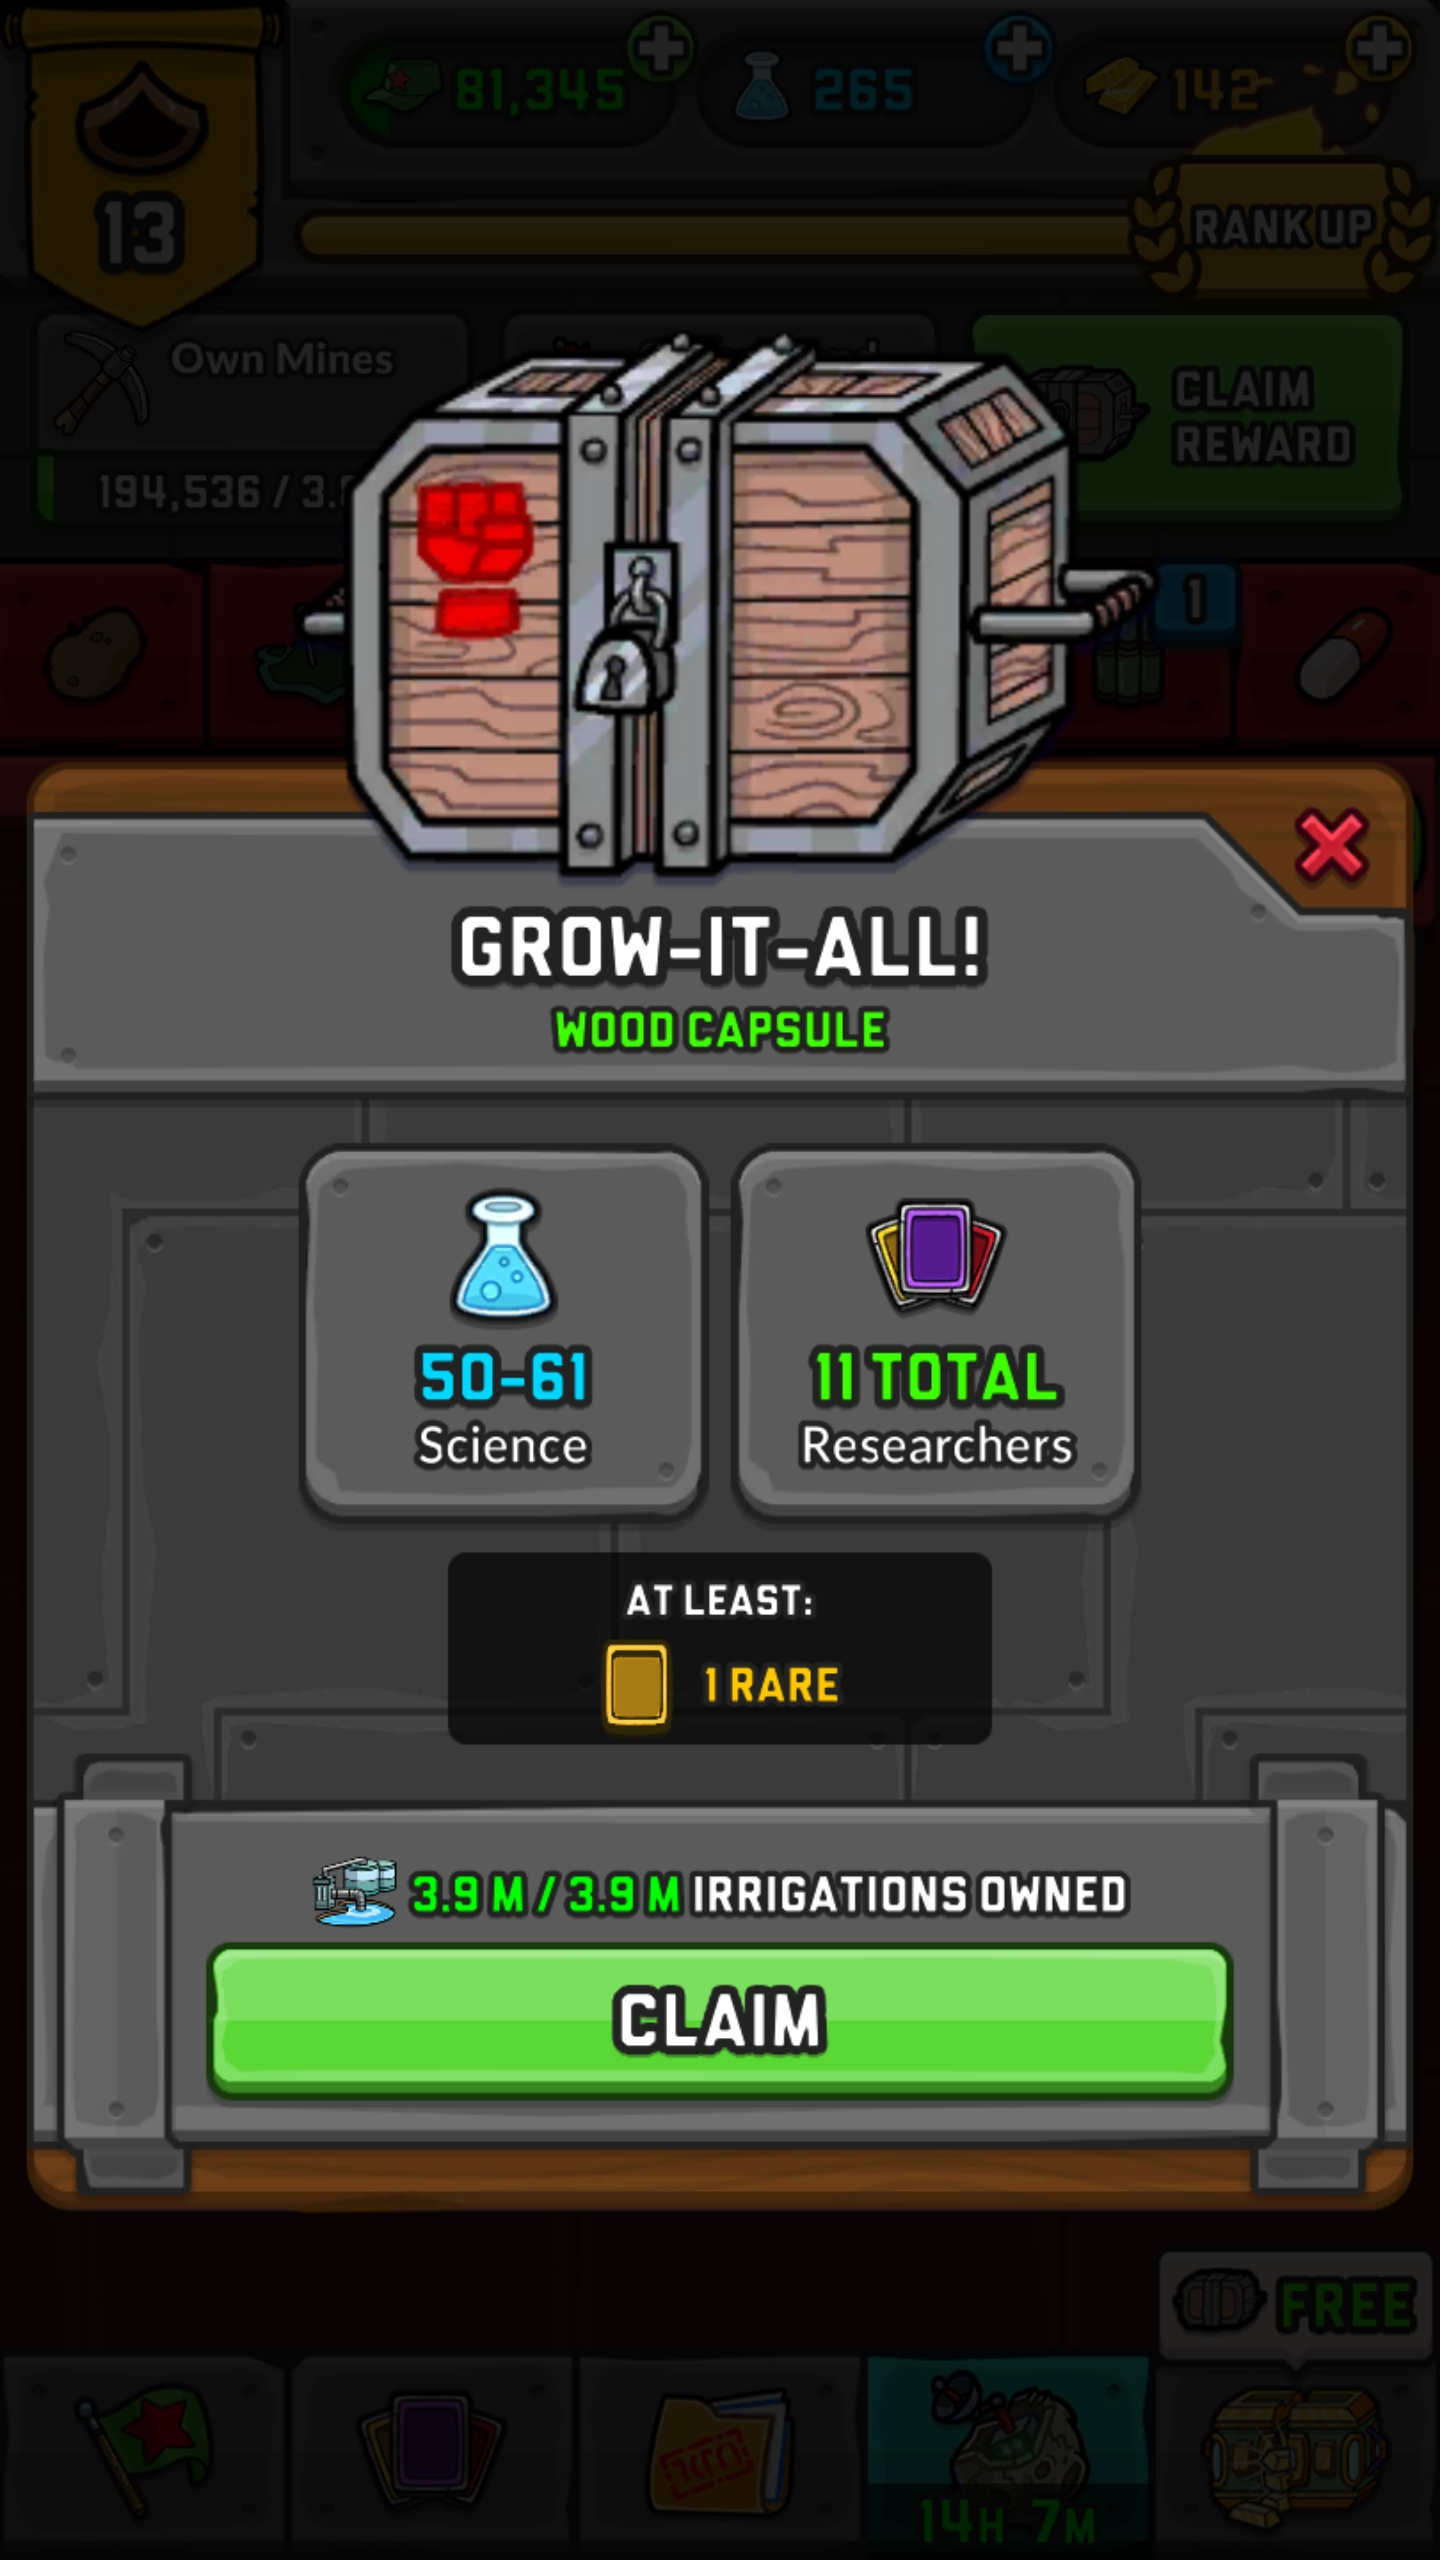 81,345
265
142
13
RANK UP
Own Mines
CLAIM
REWARD
194,536 / 3.
1
GROW-IT-ALL!
WOOD CAPSULE
50-61
Science
11 TOTAL
Researchers
AT LEAST:
1 RARE
3.9 M / 3.9 M IRRIGATIONS OWNED
CLAIM
FREE
14H 7M